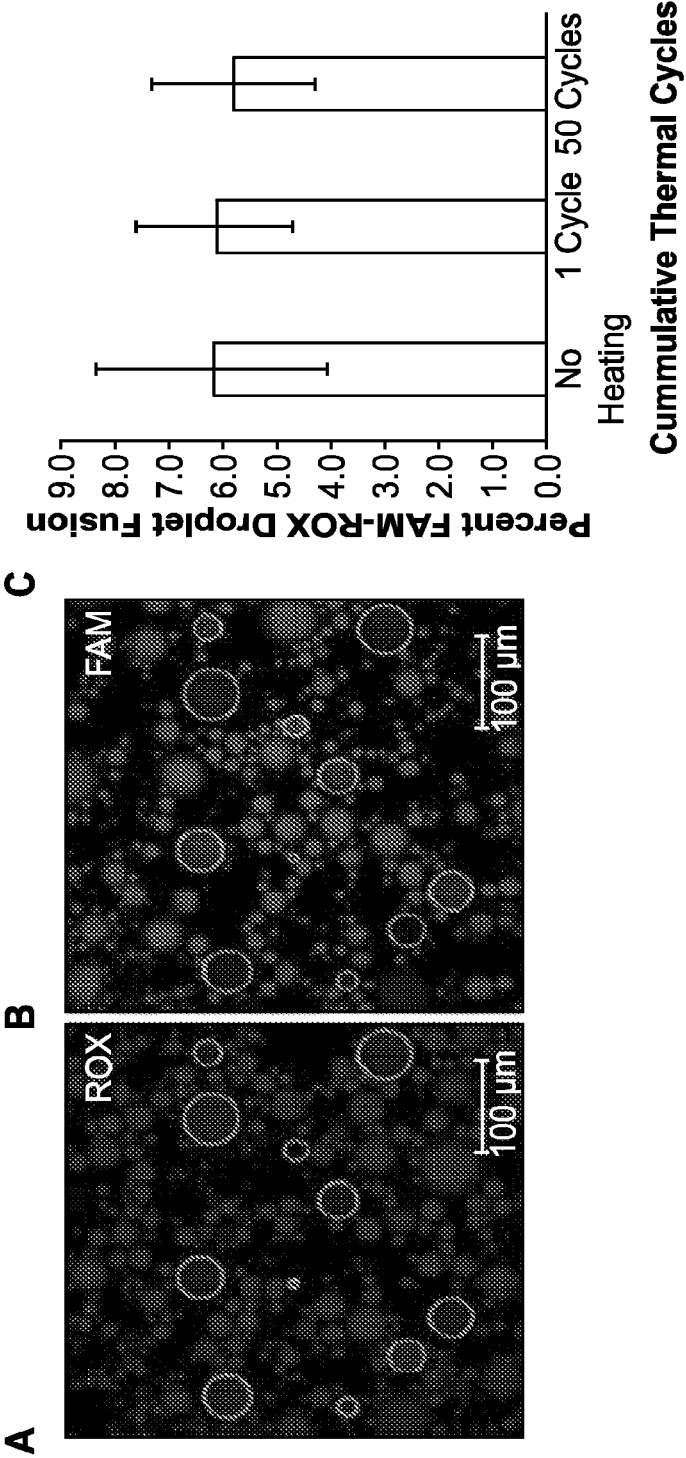 A
ROX
100 μm
B
FAM
100 μm
C
Percent FAM-ROX Droplet Fusion
9.0
8.0
7.0
6.0
5.0
4.0
3.0
2.0
1.0
0.0
No Heating
1 Cycle
50 Cycles
Cummulative Thermal Cycles